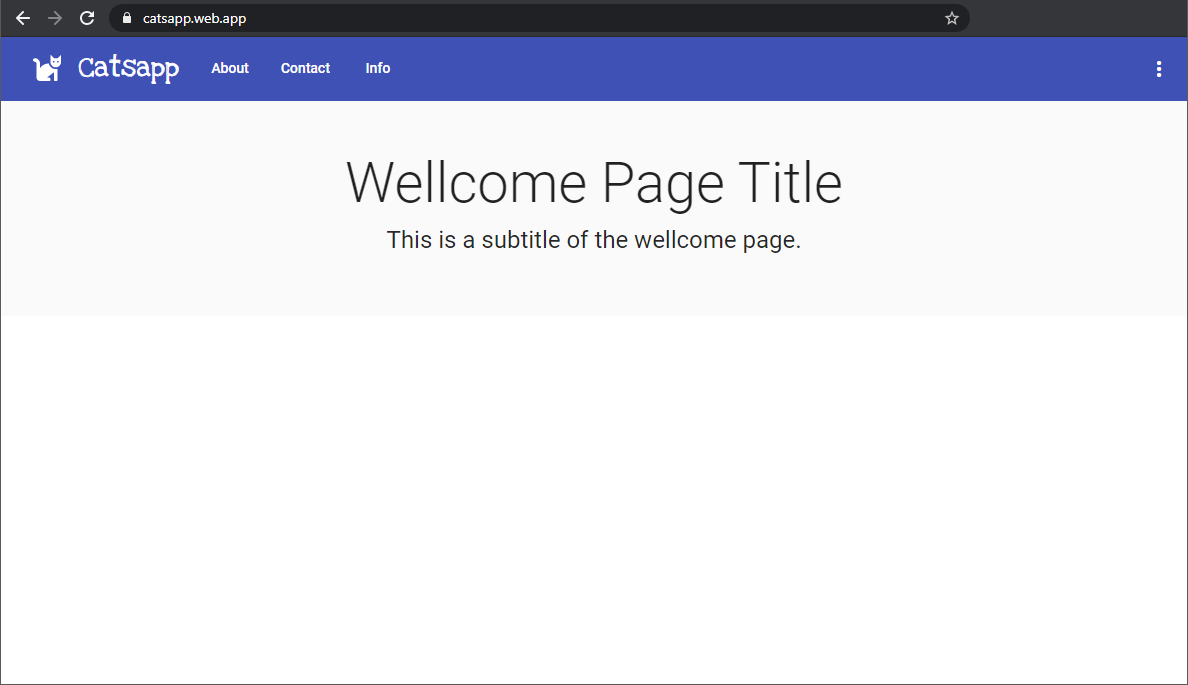 catsapp.web.app
Catsapp About Contact Info
Wellcome Page Title
This is a subtitle of the wellcome page.